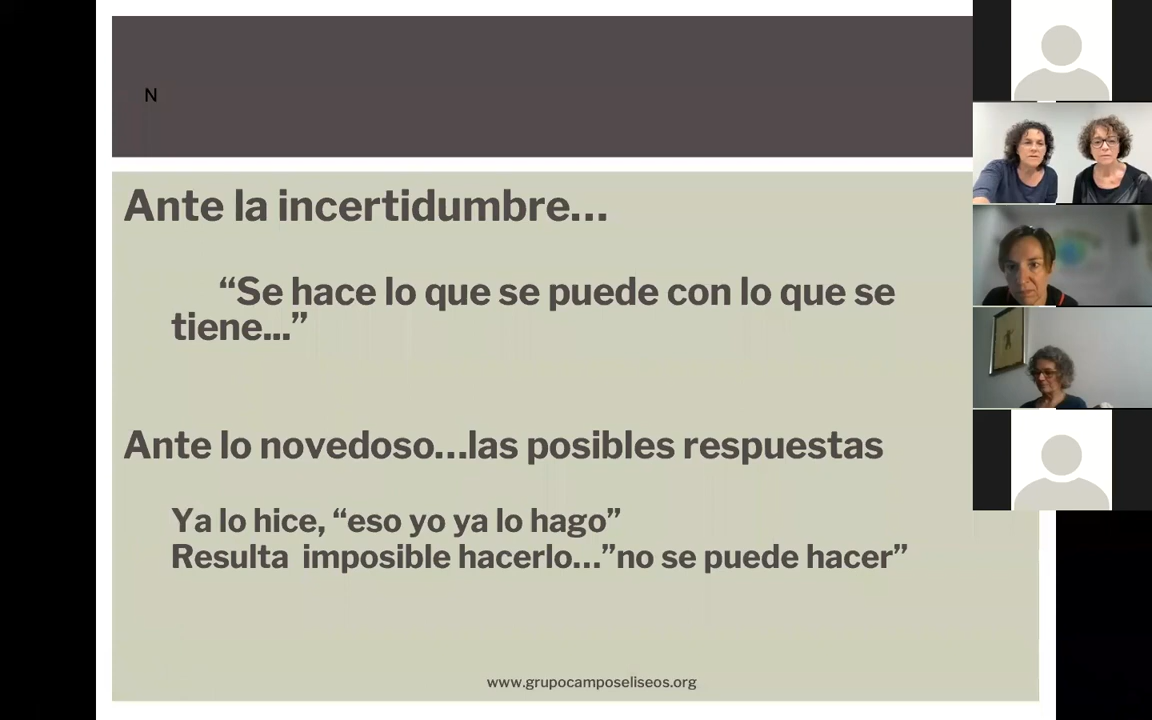 N
Ante la incertidumbre...
“Se hace lo que se puede con lo que se
tiene...”
Ante lo novedoso...las posibles respuestas
Ya lo hice, “eso yo ya lo hago”
Resulta  imposible hacerlo...”no se puede hacer”
www.grupocamposeliseos.org